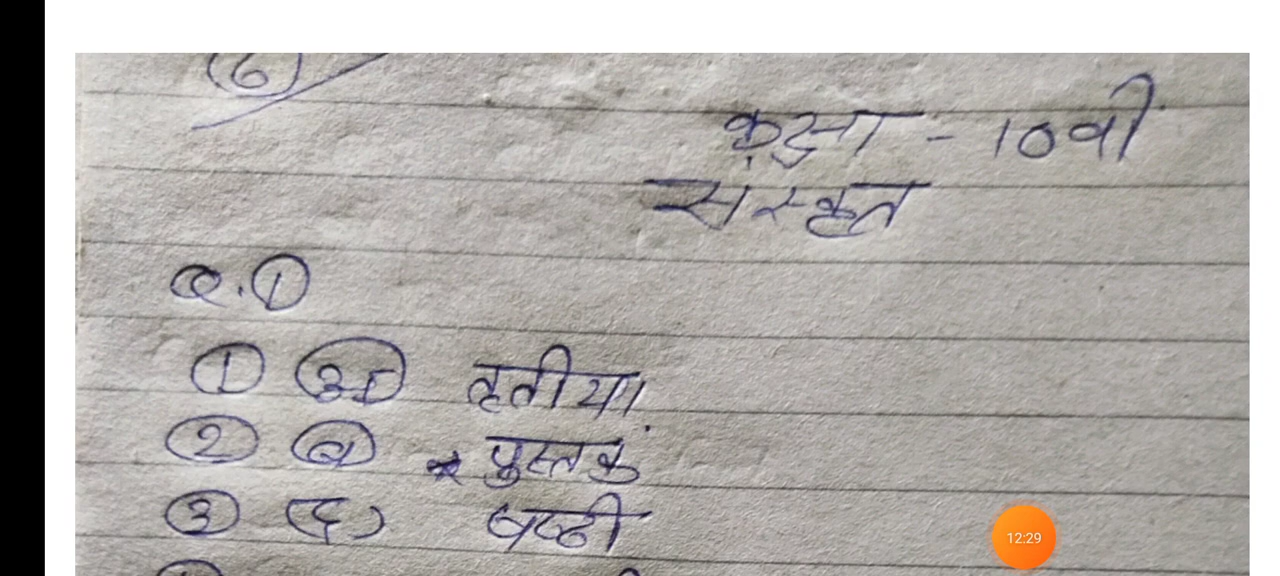 (6)
कक्षा - 10वीं
संस्कृत
Q.①
① (अ) तृतीया
② (ब) पुस्तक
③ (द) षष्ठी
12:29